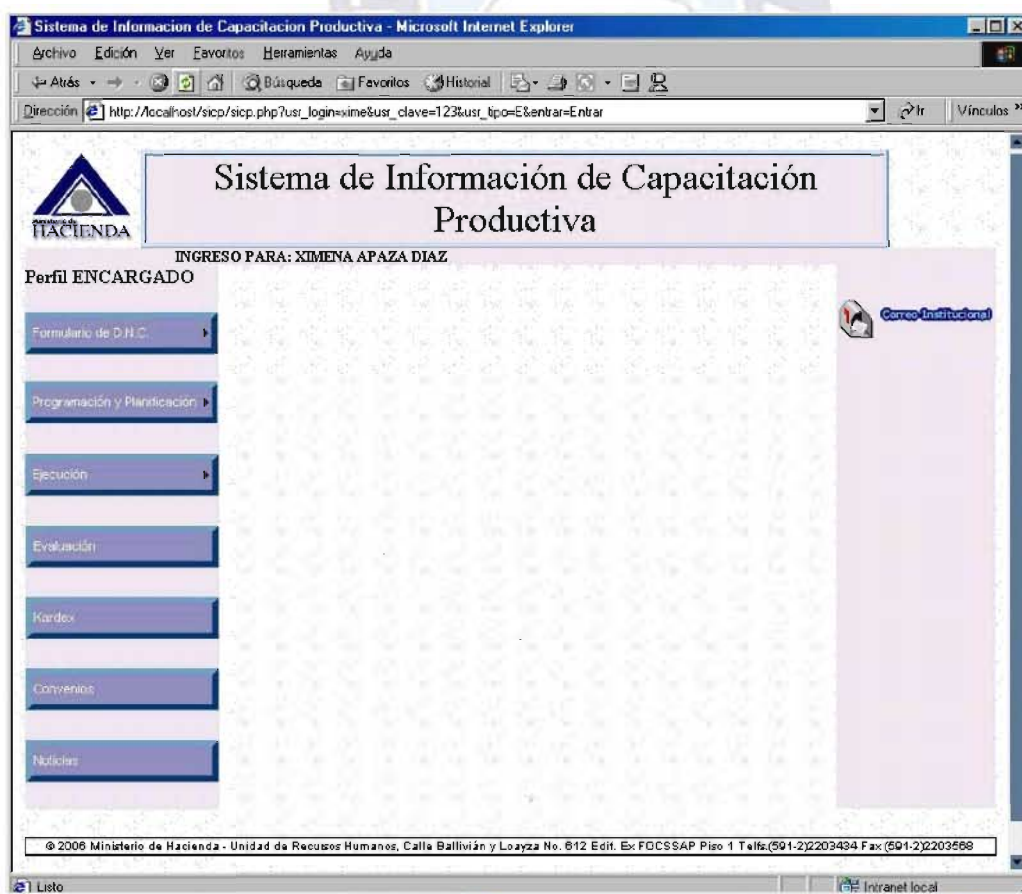 Sistema de Informacion de Capacitacion Productiva - Microsoft Internet Explorer
Archivo Edición Ver Favoritos Herramientas Ayuda
Atrás Búsqueda Favoritos Historial
Dirección http://localhost/sicp/sicp.php?usr_login=xime&usr_clave=123&usr_tipo=E&entrar=Entrar Ir Vínculos »
Ministerio de
HACIENDA
Sistema de Información de Capacitación
Productiva
INGRESO PARA: XIMENA APAZA DIAZ
Perfil ENCARGADO
Correo Institucional
Formulario de D.N.C.
Programación y Planificación
Ejecución
Evaluación
Kardex
Convenios
Noticias
© 2006 Ministerio de Hacienda - Unidad de Recursos Humanos, Calle Ballivián y Loayza No. 612 Edit. Ex FOCSSAP Piso 1 Telfs.(591-2)2203434 Fax (591-2)2203568
Listo Intranet local